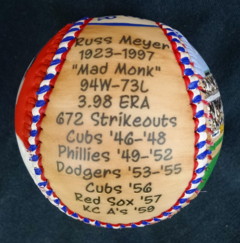 Russ Meyer
1923-1997
"Mad Monk"
94W-73L
3.98 ERA
672 Strikeouts
Cubs '46-'48
Phillies '49-'52
Dodgers '53-'55
Cubs '56
Red Sox '57
KC A's '59